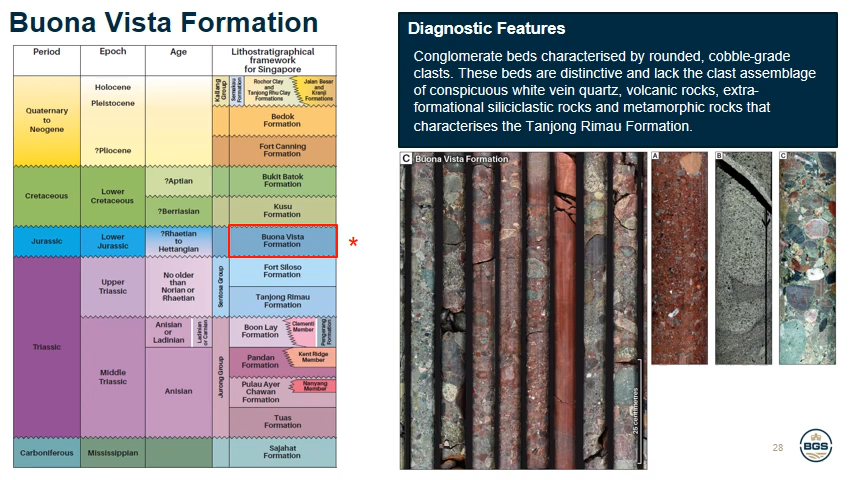 Buona Vista Formation
Period
Epoch
Age
Lithostratigraphical
framework
for Singapore
Quaternary
to
Neogene
Holocene
Pleistocene
?Pliocene
Kallang
Group
Semakau
Formation
Rochor Clay
and
Tanjong Rhu Clay
Formations
Jalan Besar
and
Kranji
Formations
Bedok
Formation
Fort Canning
Formation
Cretaceous
Lower
Cretaceous
?Aptian
?Berriasian
Bukit Batok
Formation
Kusu
Formation
Jurassic
Lower
Jurassic
?Rhaetian
to
Hettangian
Buona Vista
Formation
*
Triassic
Upper
Triassic
No older
than
Norian or
Rhaetian
Sentosa Group
Fort Siloso
Formation
Tanjong Rimau
Formation
Middle
Triassic
Anisian
or
Ladinian
Ladinian
or Carnian
Anisian
Jurong Group
Boon Lay
Formation
Clementi
Member
Pengerang
Formation
Pandan
Formation
Kent Ridge
Member
Pulau Ayer
Chawan
Formation
Nanyang
Member
Tuas
Formation
Carboniferous
Mississippian
Sajahat
Formation
Diagnostic Features
Conglomerate beds characterised by rounded, cobble-grade
clasts. These beds are distinctive and lack the clast assemblage
of conspicuous white vein quartz, volcanic rocks, extra-
formational siliciclastic rocks and metamorphic rocks that
characterises the Tanjong Rimau Formation.
C Buona Vista Formation
25 centimetres
A
B
C
28
BGS